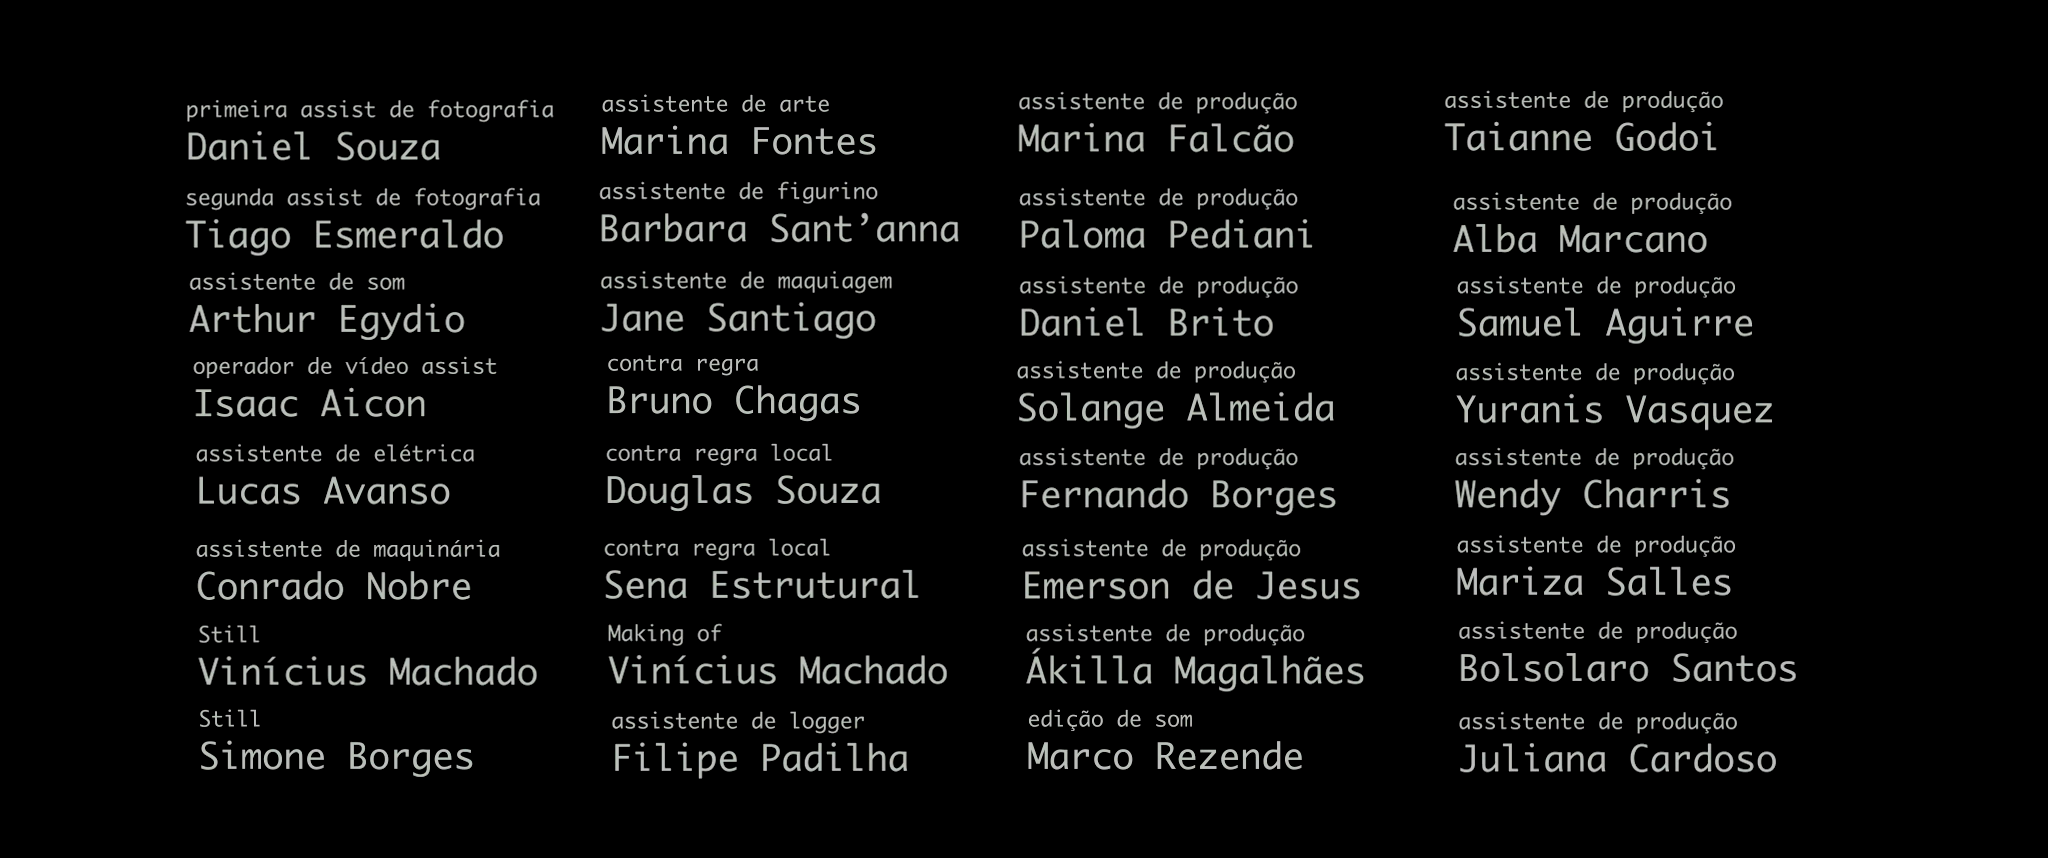 primeira assist de fotografia
Daniel Souza
segunda assist de fotografia
Tiago Esmeraldo
assistente de som
Arthur Egydio
operador de vídeo assist
Isaac Aicon
assistente de elétrica
Lucas Avanso
assistente de maquinária
Conrado Nobre
Still
Vinícius Machado
Still
Simone Borges
assistente de arte
Marina Fontes
assistente de figurino
Barbara Sant’anna
assistente de maquiagem
Jane Santiago
contra regra
Bruno Chagas
contra regra local
Douglas Souza
contra regra local
Sena Estrutural
Making of
Vinícius Machado
assistente de logger
Filipe Padilha
assistente de produção
Marina Falcão
assistente de produção
Paloma Pediani
assistente de produção
Daniel Brito
assistente de produção
Solange Almeida
assistente de produção
Fernando Borges
assistente de produção
Emerson de Jesus
assistente de produção
Ákilla Magalhães
edição de som
Marco Rezende
assistente de produção
Taianne Godoi
assistente de produção
Alba Marcano
assistente de produção
Samuel Aguirre
assistente de produção
Yuranis Vasquez
assistente de produção
Wendy Charris
assistente de produção
Mariza Salles
assistente de produção
Bolsolaro Santos
assistente de produção
Juliana Cardoso